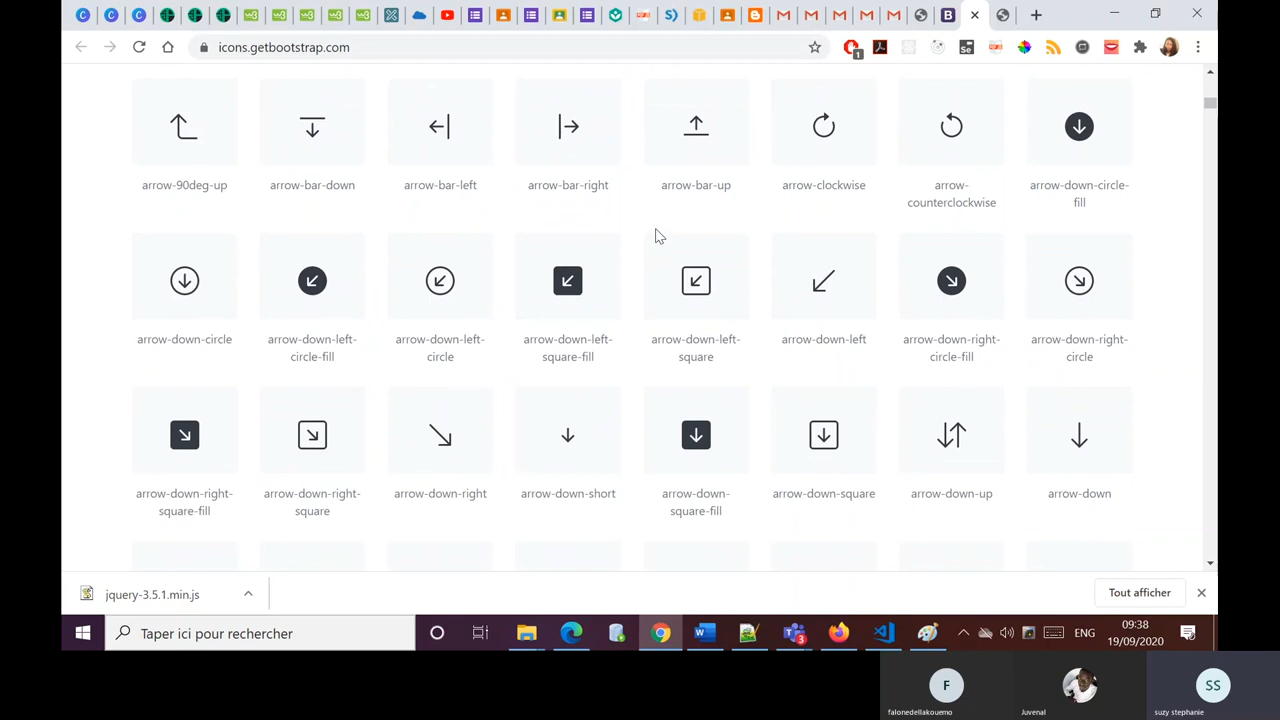 icons.getbootstrap.com
1
arrow-90deg-up
arrow-bar-down
arrow-bar-left
arrow-bar-right
arrow-bar-up
arrow-clockwise
arrow-
counterclockwise
arrow-down-circle-
fill
arrow-down-circle
arrow-down-left-
circle-fill
arrow-down-left-
circle
arrow-down-left-
square-fill
arrow-down-left-
square
arrow-down-left
arrow-down-right-
circle-fill
arrow-down-right-
circle
arrow-down-right-
square-fill
arrow-down-right-
square
arrow-down-right
arrow-down-short
arrow-down-
square-fill
arrow-down-square
arrow-down-up
arrow-down
jquery-3.5.1.min.js
Tout afficher
Taper ici pour rechercher
3
ENG
09:38
19/09/2020
F
falonedellakouemo
Juvenal
SS
suzy stephanie